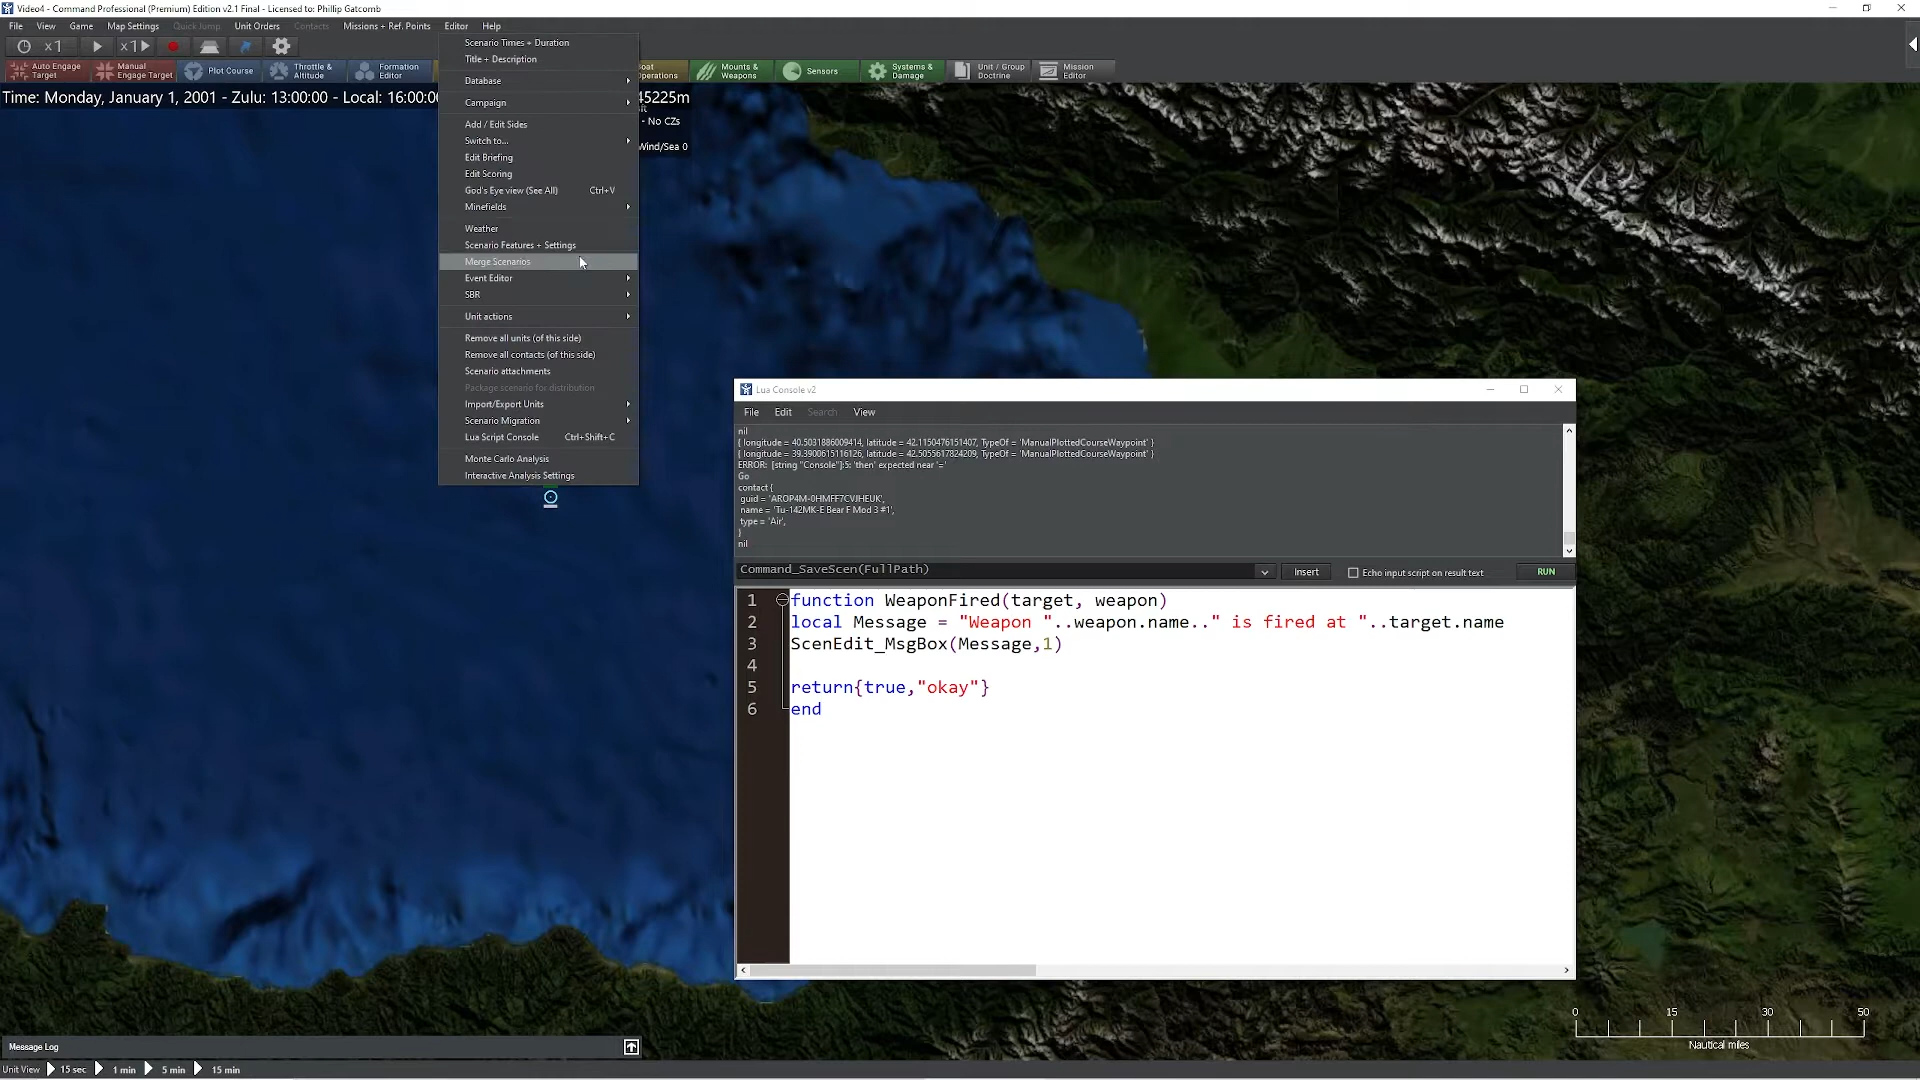 Video4 - Command Professional (Premium) Edition v2.1 Final - Licensed to: Phillip Gatcomb
File View Game Map Settings Quick Jump Unit Orders Contacts Missions + Ref. Points Editor Help
x1 x1
Auto Engage Target
Manual Engage Target
Plot Course
Throttle & Altitude
Formation Editor
Boat Operations
Mounts & Weapons
Sensors
Systems & Damage
Unit / Group Doctrine
Mission Editor
Time: Monday, January 1, 2001 - Zulu: 13:00:00 - Local: 16:00:00
45225m
- No CZs
Wind/Sea 0
Scenario Times + Duration
Title + Description
Database
Campaign
Add / Edit Sides
Switch to...
Edit Briefing
Edit Scoring
God's Eye view (See All) Ctrl+V
Minefields
Weather
Scenario Features + Settings
Merge Scenarios
Event Editor
SBR
Unit actions
Remove all units (of this side)
Remove all contacts (of this side)
Scenario attachments
Package scenario for distribution
Import/Export Units
Scenario Migration
Lua Script Console Ctrl+Shift+C
Monte Carlo Analysis
Interactive Analysis Settings
Lua Console v2
File Edit Search View
nil
{ longitude = 40.5031886009414, latitude = 42.1150476151407, TypeOf = 'ManualPlottedCourseWaypoint' }
{ longitude = 39.3900615116126, latitude = 42.5055617824209, TypeOf = 'ManualPlottedCourseWaypoint' }
ERROR: [string "Console"]:5: 'then' expected near '='
Go
contact {
guid = 'AROP4M-0HMFF7CVJHEUK',
name = 'Tu-142MK-E Bear F Mod 3 #1',
type = 'Air',
}
nil
Command_SaveScen(FullPath)
Insert
Echo input script on result text
RUN
1 function WeaponFired(target, weapon)
2 local Message = "Weapon "..weapon.name.." is fired at "..target.name
3 ScenEdit_MsgBox(Message,1)
4
5 return{true,"okay"}
6 end
0 15 30 50
Nautical miles
Message Log
Unit View 15 sec 1 min 5 min 15 min